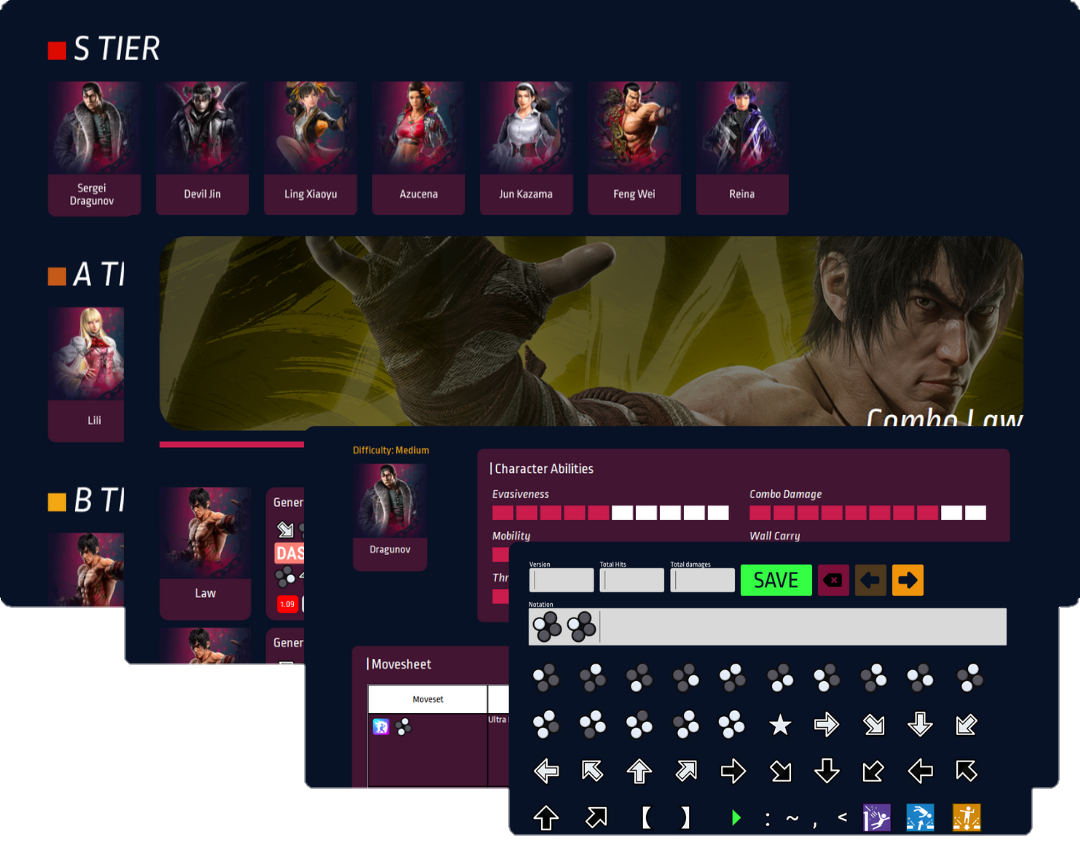 S TIER
Sergei
Dragunov
Devil Jin
Ling Xiaoyu
Azucena
Jun Kazama
Feng Wei
Reina
A TI
Lili
Combo Law
B TI
Law
Gener
DAS
1.09
Gener
Difficulty: Medium
Dragunov
Character Abilities
Evasiveness
Combo Damage
Mobility
Wall Carry
Thr
Movesheet
Moveset
Ultra
Version
Total Hits
Total damages
SAVE
Notation
【 】 : ~ , <